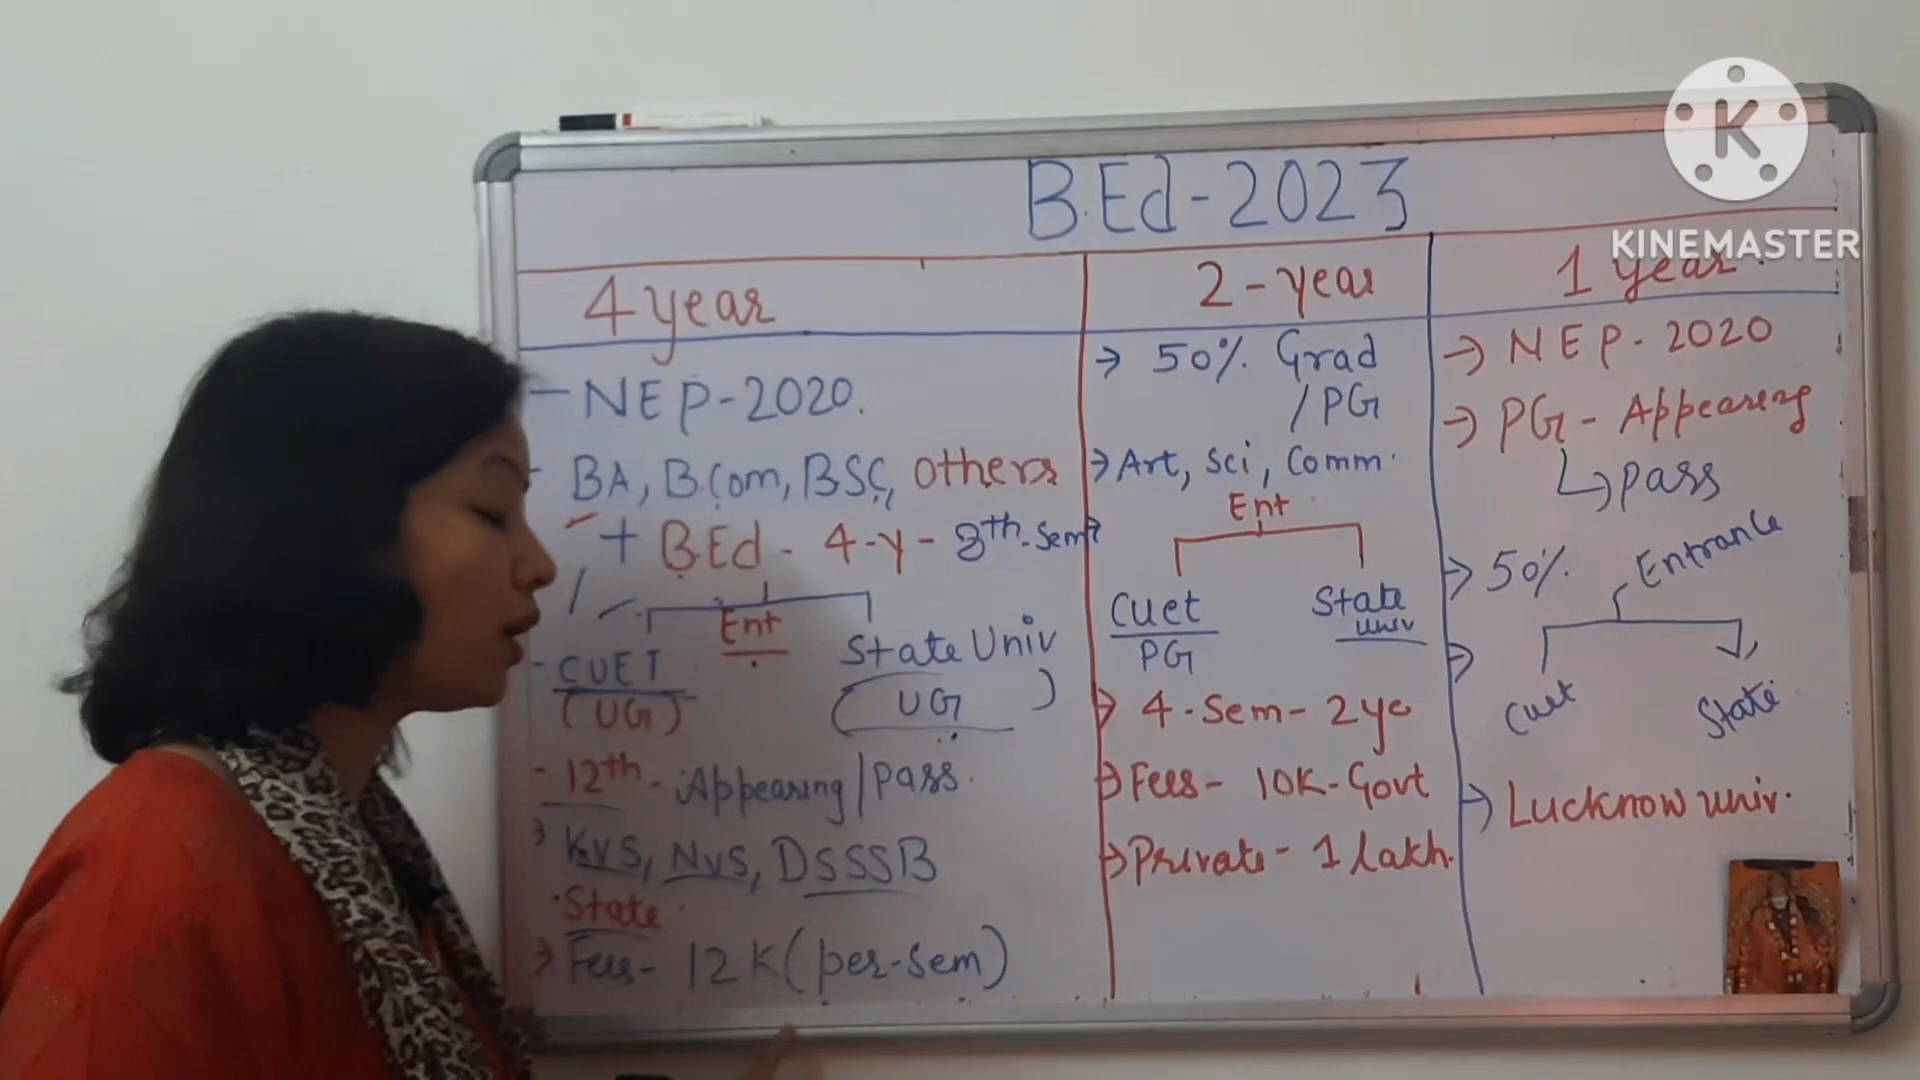 B.Ed-2023
4 year
- NEP-2020.
- BA, B.Com, BSC, others
+ B.Ed - 4-y - 8th-Sem
Ent
- CUET
(UG)
State Univ
(UG)
- 12th - Appearing/Pass.
KVS, NVS, DSSSB
State
→ Fees- 12K (per-sem)
2-year
→ 50% Grad
/PG
→ Art, Sci, Comm.
Ent
Cuet
PG
State
univ
→ 4-Sem-
→ Fees- 10K-Govt
→ Private- 1 lakh.
1 year
→ NEP-2020
→ PG-Appearing
↳ pass
→ 50%
Entrance
Cuet
State
→ Lucknow univ.
K
KINEMASTER